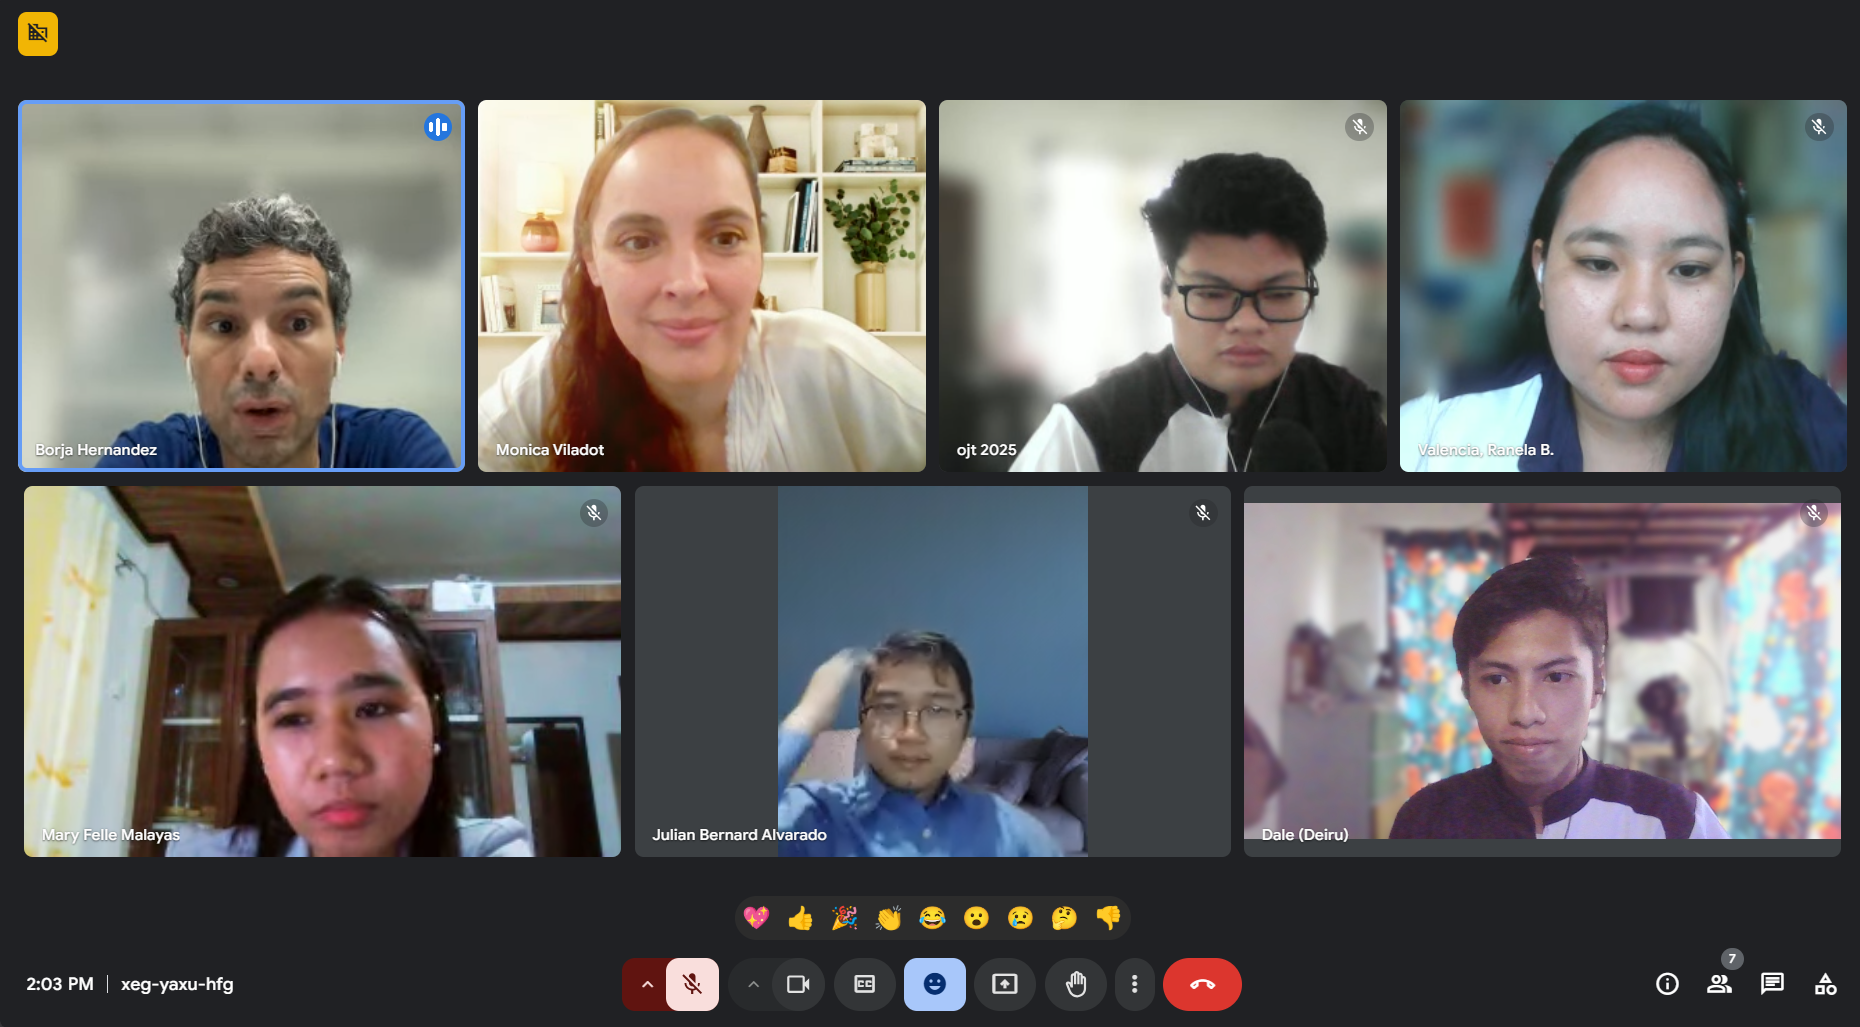 Borja Hernandez
Monica Viladot
ojt 2025
Valencia, Ranela B.
Mary Felle Malayas
Julian Bernard Alvarado
Dale (Deiru)
7
2:03 PM | xeg-yaxu-hfg
CC